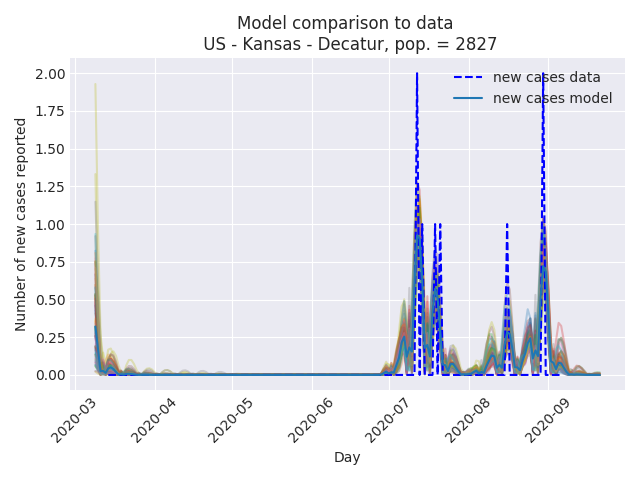 Model comparison to data
US - Kansas - Decatur, pop. = 2827
new cases data
new cases model
Number of new cases reported
2.00
1.75
1.50
1.25
1.00
0.75
0.50
0.25
0.00
2020-03
2020-04
2020-05
2020-06
2020-07
2020-08
2020-09
Day